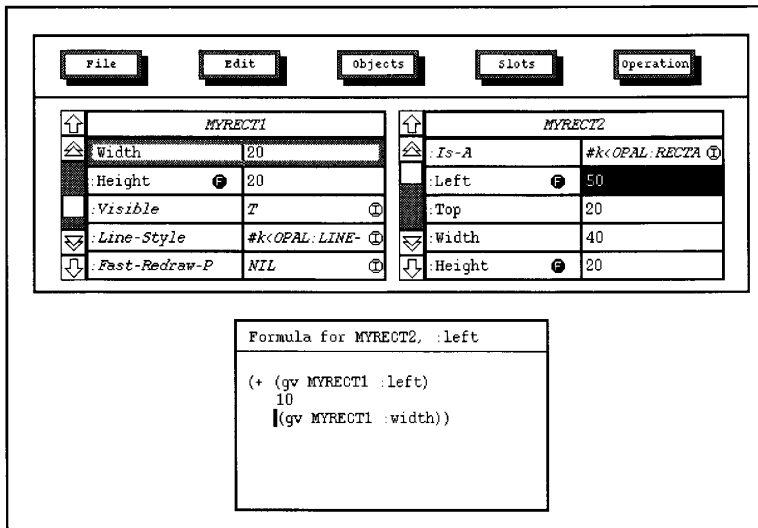 File Edit Objects Slots Operation
MYRECT1
:Width 20
:Height F 20
:Visible T I
:Line-Style #k<OPAL:LINE- I
:Fast-Redraw-P NIL I
MYRECT2
:Is-A #k<OPAL:RECTA I
:Left F 50
:Top 20
:Width 40
:Height F 20
Formula for MYRECT2, :left
(+ (gv MYRECT1 :left)
10
(gv MYRECT1 :width))